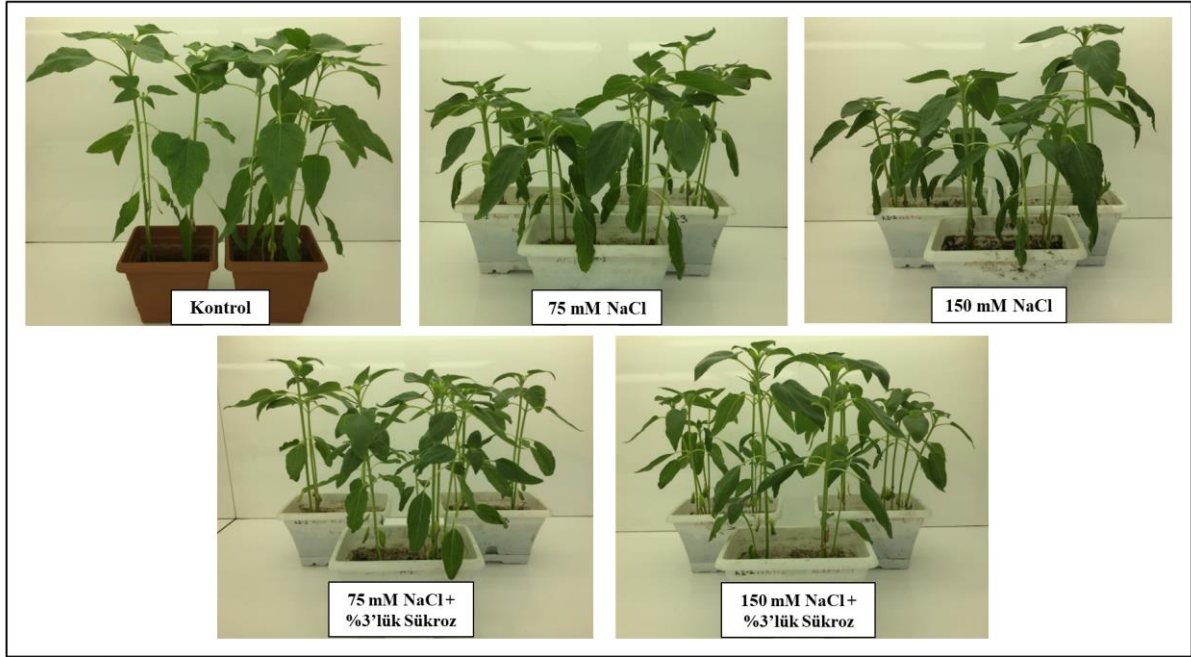 Kontrol
75 mM NaCl
150 mM NaCl
75 mM NaCl +
%3'lük Sükroz
150 mM NaCl +
%3'lük Sükroz